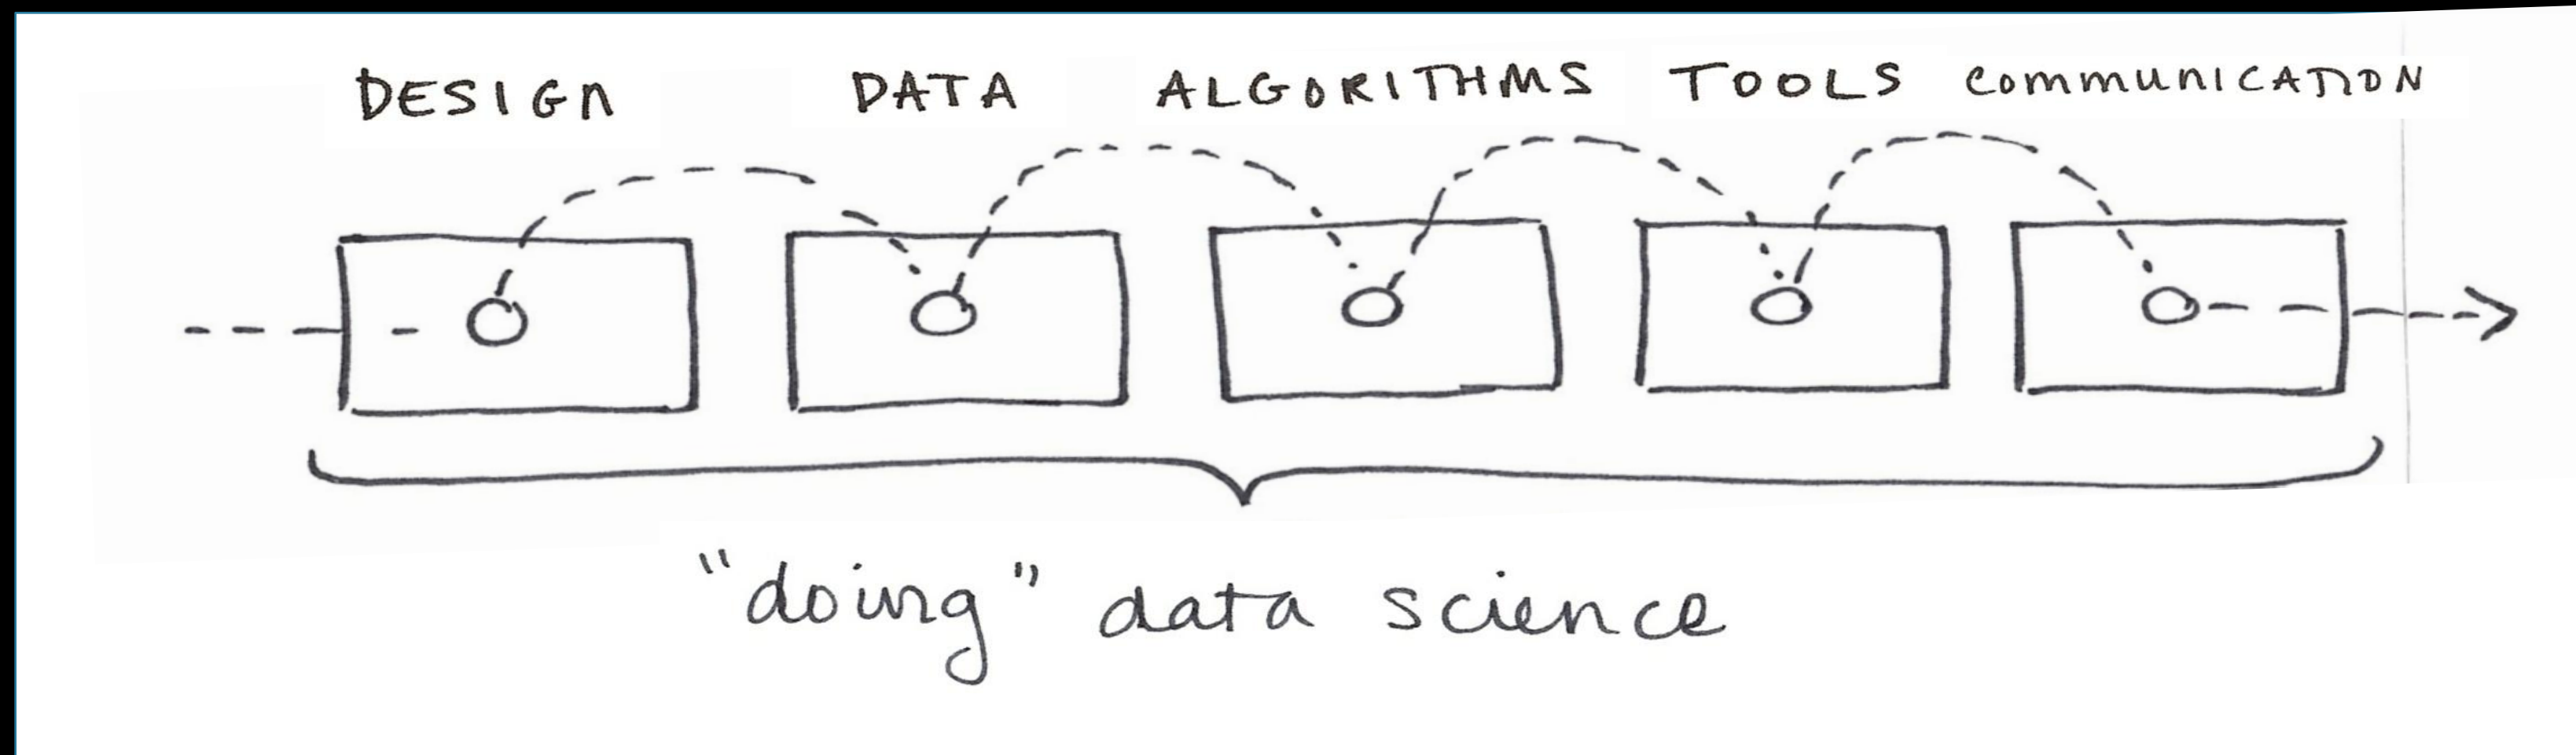 DESIGN DATA ALGORITHMS TOOLS COMMUNICATION
"doing" data science